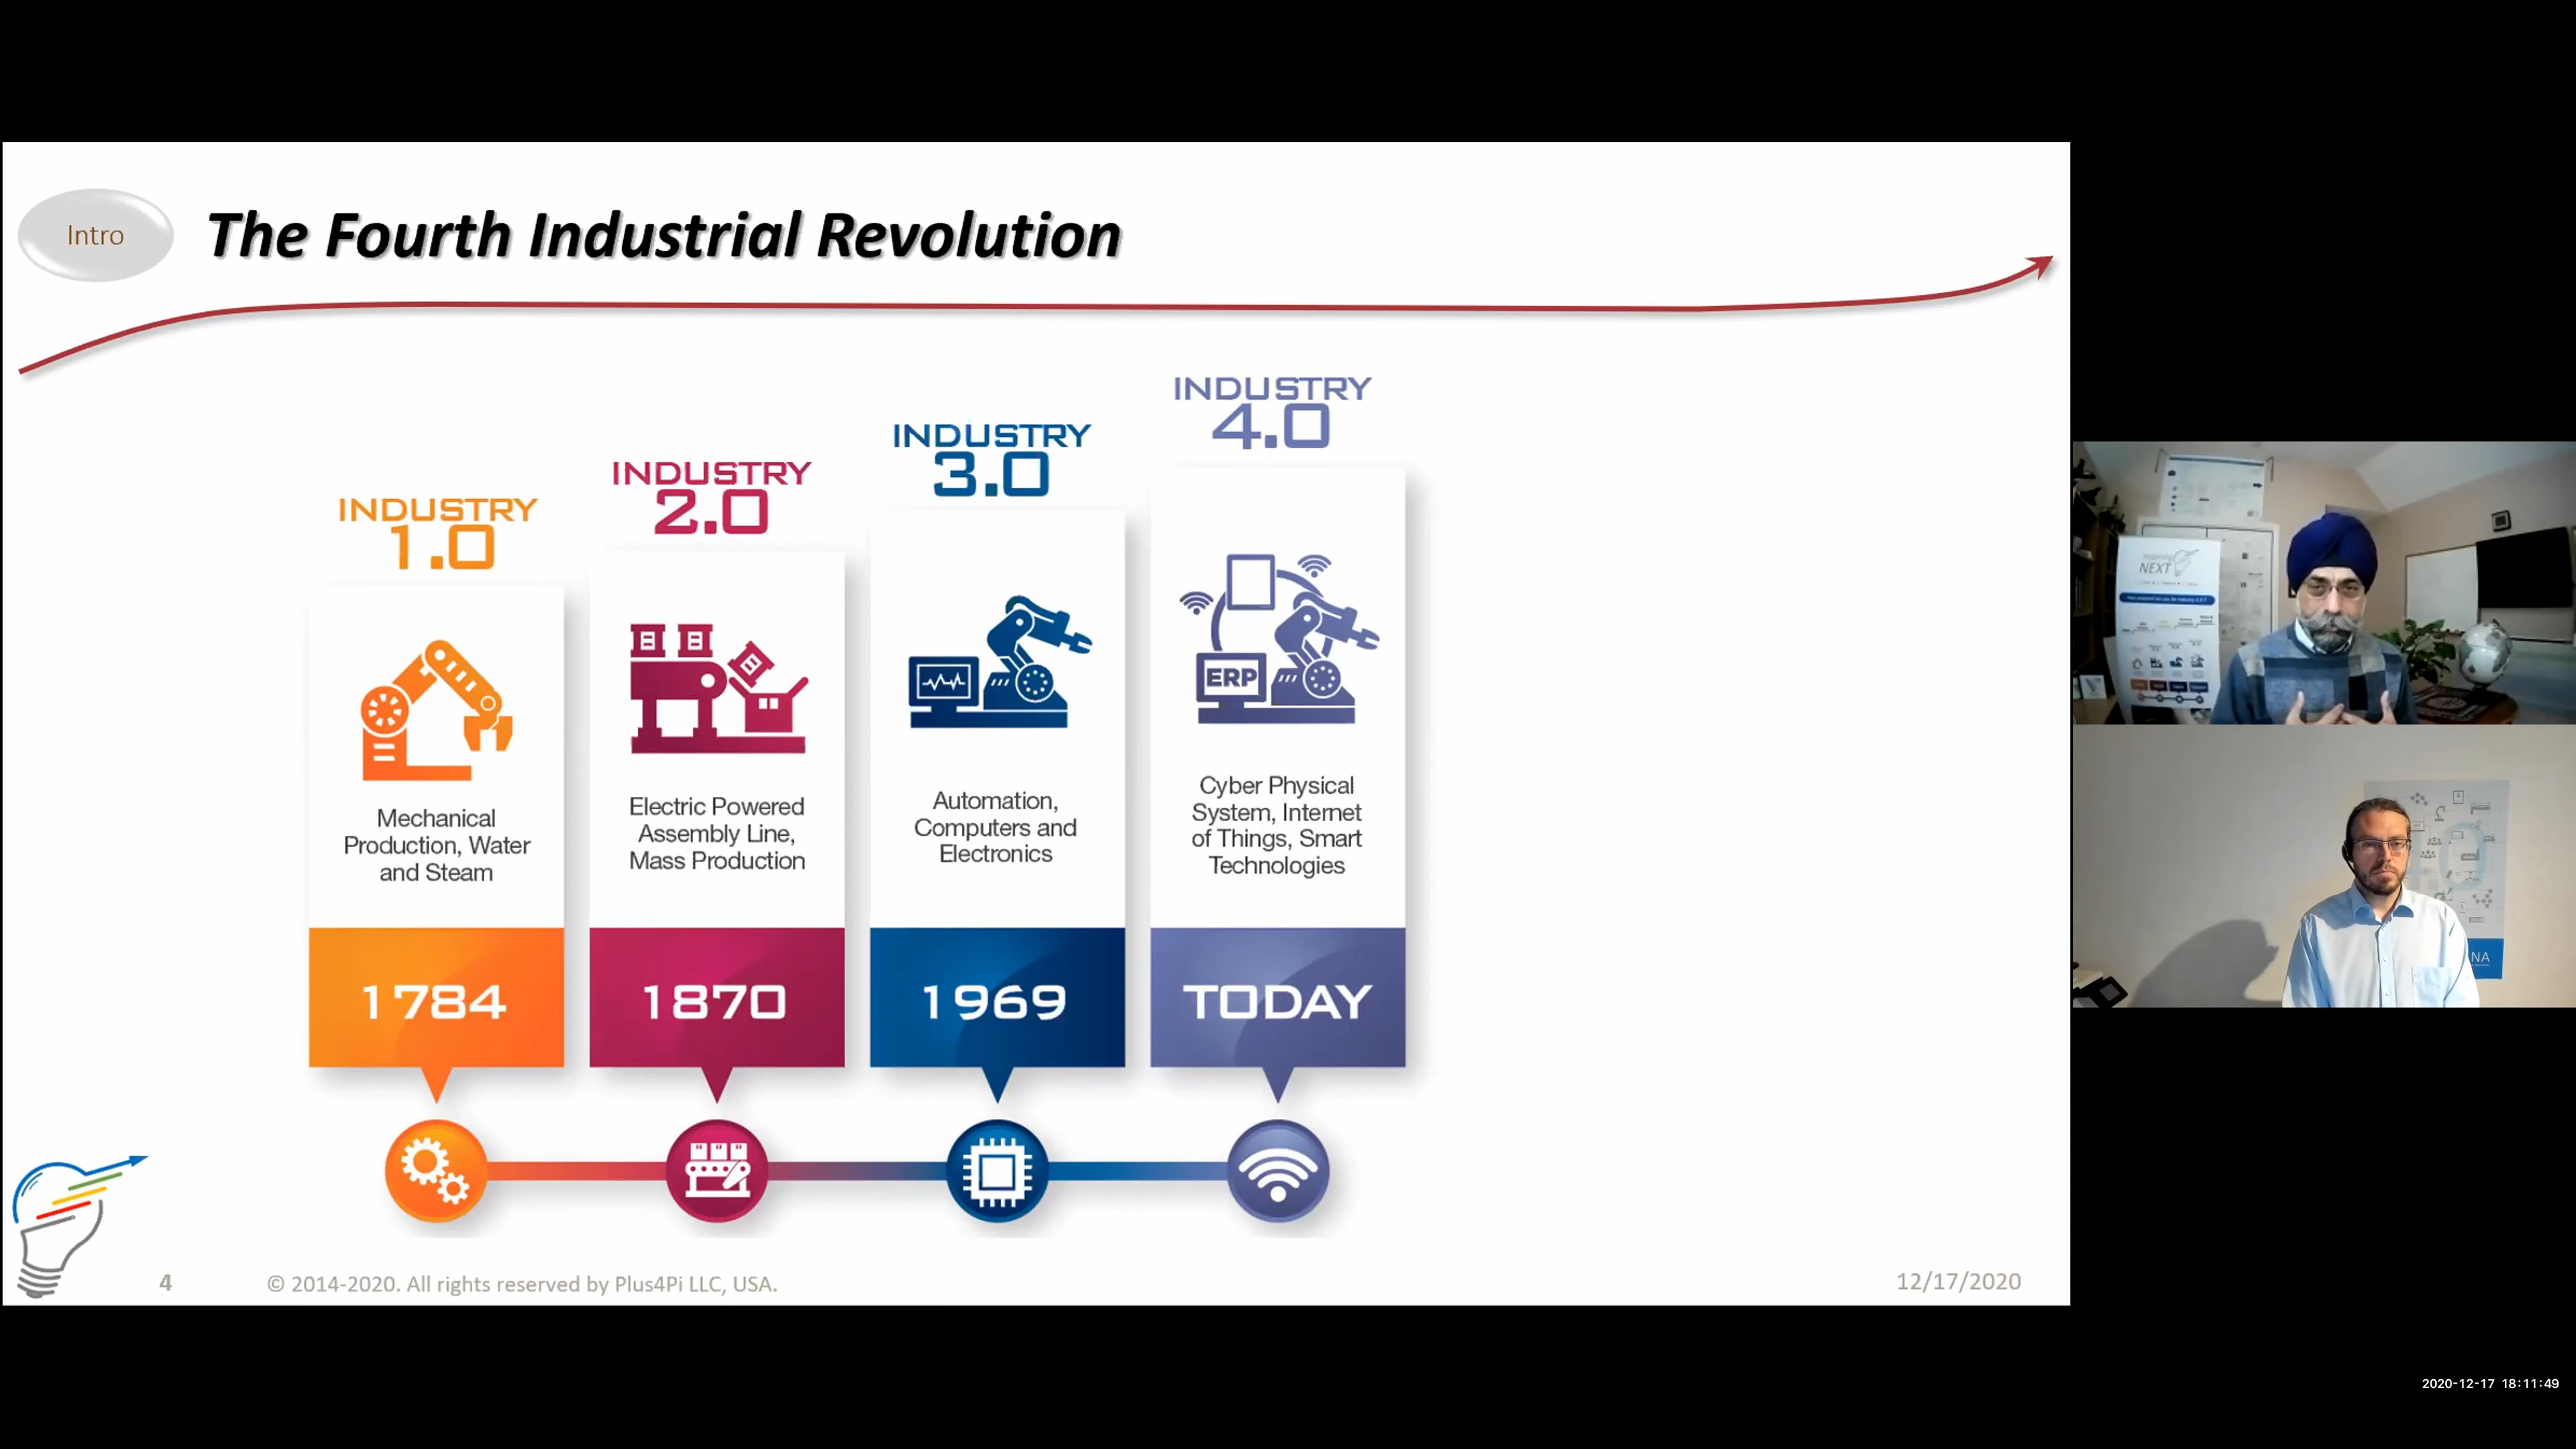 Intro
The Fourth Industrial Revolution
INDUSTRY
1.0
Mechanical
Production, Water
and Steam
1784
INDUSTRY
2.0
Electric Powered
Assembly Line,
Mass Production
1870
INDUSTRY
3.0
Automation,
Computers and
Electronics
1969
INDUSTRY
4.0
ERP
Cyber Physical
System, Internet
of Things, Smart
Technologies
TODAY
4
© 2014-2020. All rights reserved by Plus4Pi LLC, USA.
12/17/2020
NEXT
NA
2020-12-17 18:11:49